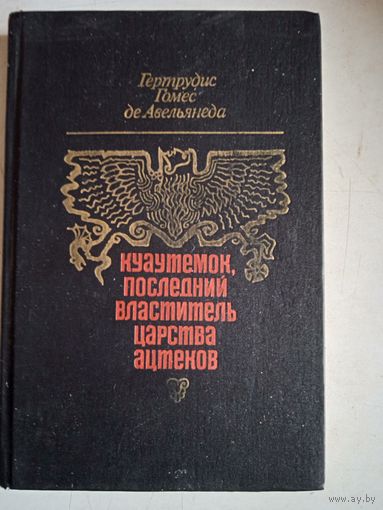 Гертрудис
Гомес
де Авельянеда
куаутемок,
последний
властитель
царства
ацтеков
www.ay.by